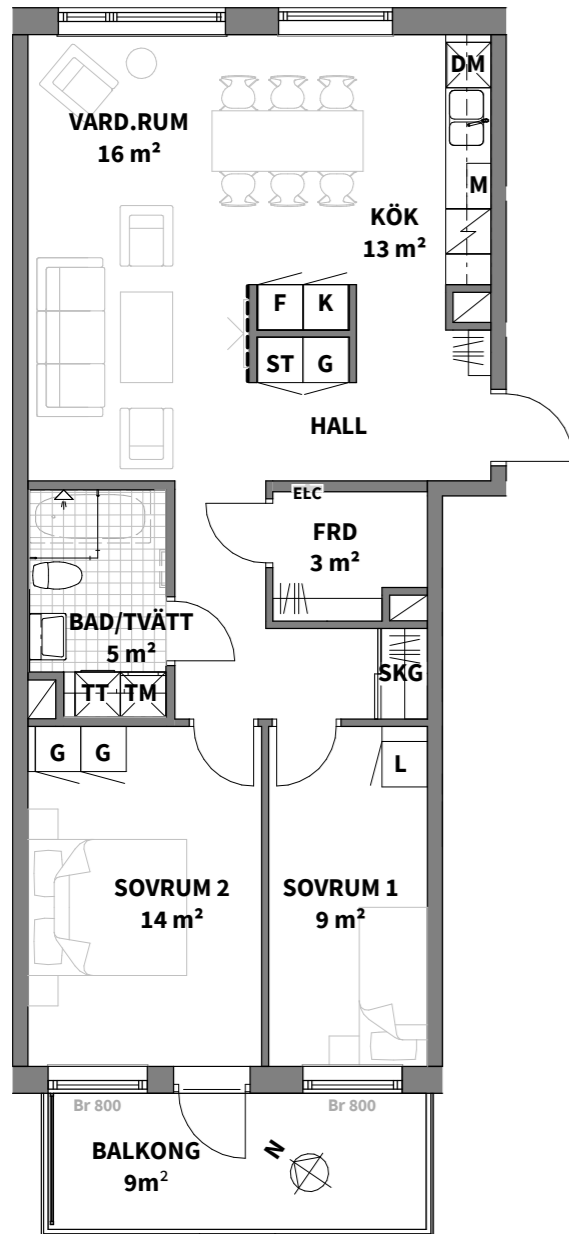 DM
VARD.RUM
16 m²
M
KÖK
13 m²
F K
ST G
HALL
ELC
FRD
3 m²
BAD/TVÄTT
5 m²
SKG
TT TM
G G
L
SOVRUM 2
14 m²
SOVRUM 1
9 m²
Br 800
Br 800
BALKONG
9m²
N